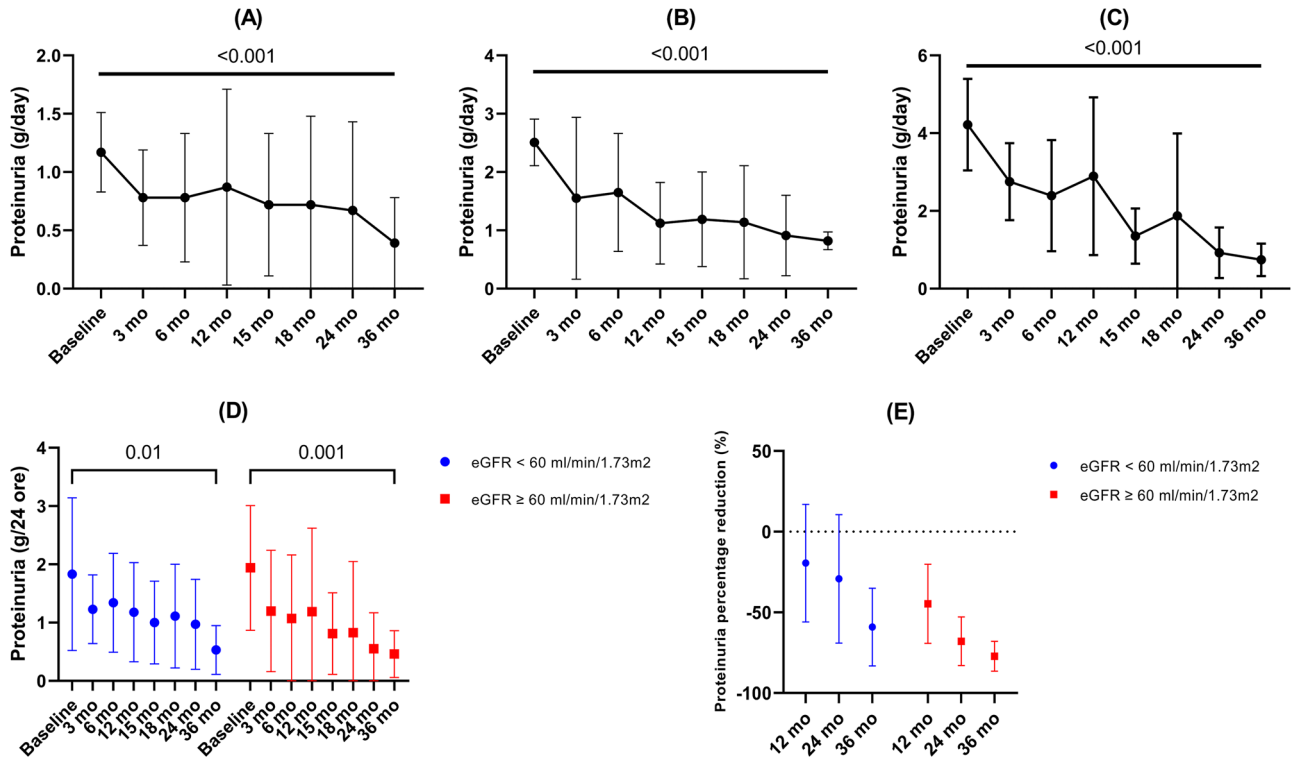 (A)
<0.001
Proteinuria (g/day)
2.0
1.5
1.0
0.5
0.0
Baseline
3 mo
6 mo
12 mo
15 mo
18 mo
24 mo
36 mo
(B)
<0.001
Proteinuria (g/day)
4
3
2
1
0
Baseline
3 mo
6 mo
12 mo
15 mo
18 mo
24 mo
36 mo
(C)
<0.001
Proteinuria (g/day)
6
4
2
0
Baseline
3 mo
6 mo
12 mo
15 mo
18 mo
24 mo
36 mo
(D)
0.01
0.001
Proteinuria (g/24 ore)
4
3
2
1
0
Baseline
3 mo
6 mo
12 mo
15 mo
18 mo
24 mo
36 mo
Baseline
3 mo
6 mo
12 mo
15 mo
18 mo
24 mo
36 mo
eGFR < 60 ml/min/1.73m2
eGFR ≥ 60 ml/min/1.73m2
(E)
Proteinuria percentage reduction (%)
50
0
-50
-100
12 mo
24 mo
36 mo
12 mo
24 mo
36 mo
eGFR < 60 ml/min/1.73m2
eGFR ≥ 60 ml/min/1.73m2